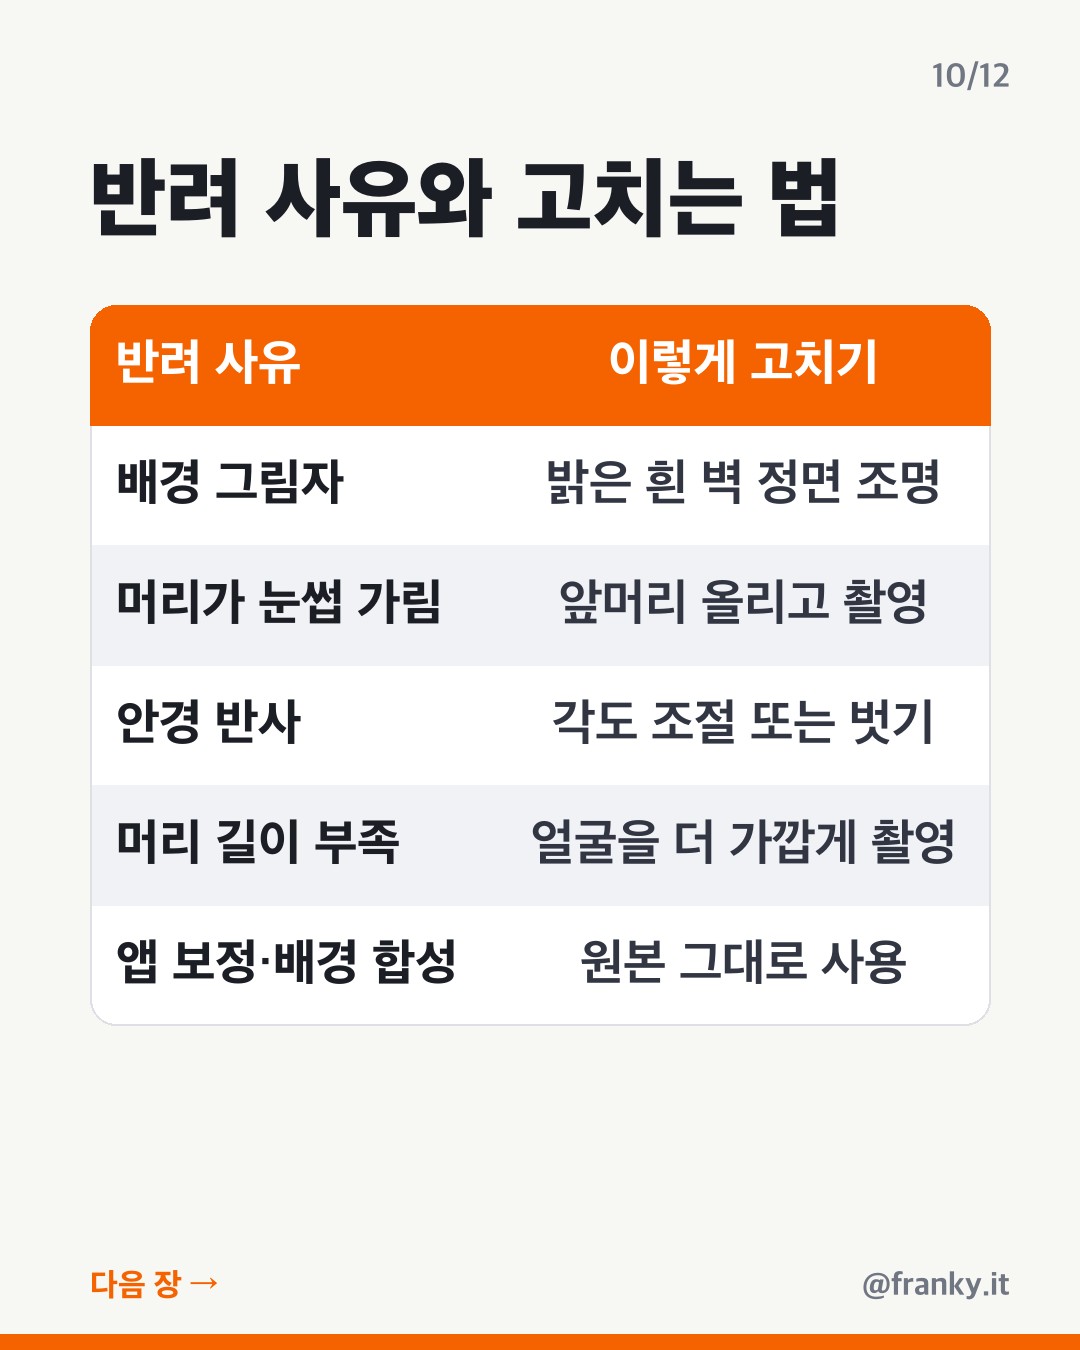 10/12
반려 사유와 고치는 법
반려 사유 이렇게 고치기
배경 그림자 밝은 흰 벽 정면 조명
머리가 눈썹 가림 앞머리 올리고 촬영
안경 반사 각도 조절 또는 벗기
머리 길이 부족 얼굴을 더 가깝게 촬영
앱 보정·배경 합성 원본 그대로 사용
다음 장 → @franky.it